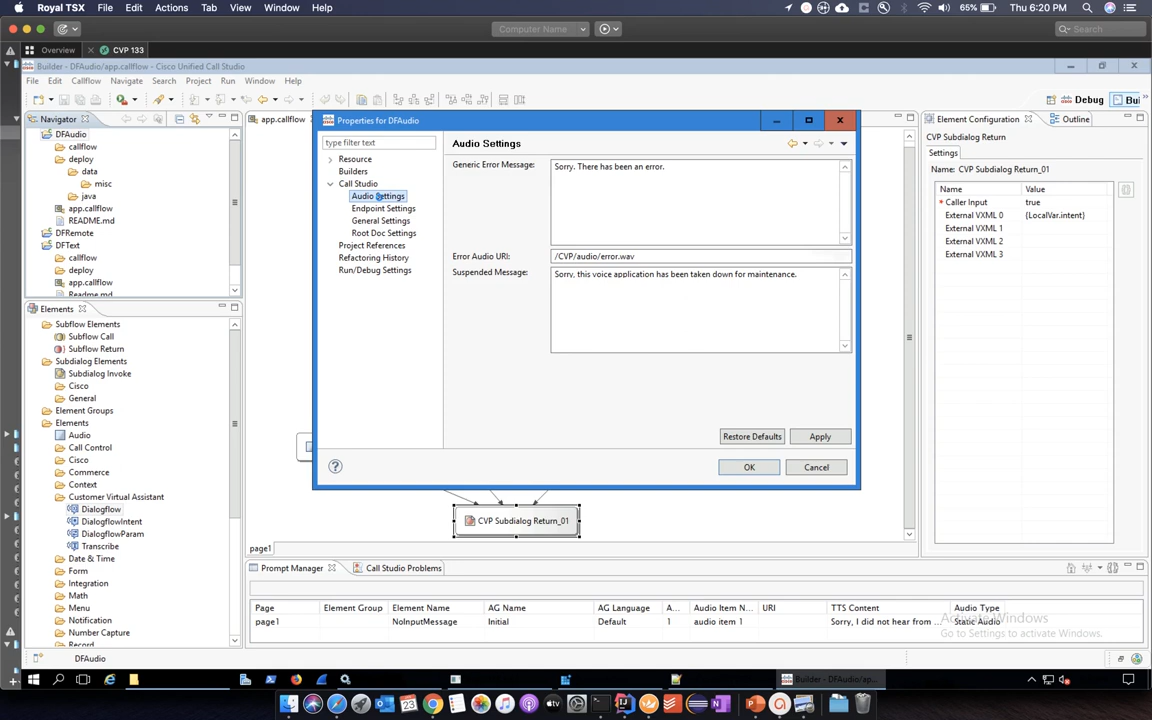 Royal TSX File Edit Actions Tab View Window Help 65% Thu 6:20 PM
Computer Name Search
Overview CVP 133
Builder - DFAudio/app.callflow - Cisco Unified Call Studio
File Edit Callflow Navigate Search Project Run Window Help
Debug Bui
Navigator
DFAudio
callflow
deploy
data
misc
java
app.callflow
README.md
DFRemote
DFText
callflow
deploy
app.callflow
Readme.md
Elements
Subflow Elements
Subflow Call
Subflow Return
Subdialog Elements
Subdialog Invoke
Cisco
General
Element Groups
Elements
Audio
Call Control
Cisco
Commerce
Context
Customer Virtual Assistant
Dialogflow
DialogflowIntent
DialogflowParam
Transcribe
Date & Time
Form
Integration
Math
Menu
Notification
Number Capture
Record
app.callflow
Properties for DFAudio
type filter text
Resource
Builders
Call Studio
Audio Settings
Endpoint Settings
General Settings
Root Doc Settings
Project References
Refactoring History
Run/Debug Settings
Audio Settings
Generic Error Message: Sorry. There has been an error.
Error Audio URI: /CVP/audio/error.wav
Suspended Message: Sorry, this voice application has been taken down for maintenance.
Restore Defaults Apply
OK Cancel
CVP Subdialog Return_01
page1
Element Configuration Outline
CVP Subdialog Return
Settings
Name: CVP Subdialog Return_01
Name Value
* Caller Input true
External VXML 0 {LocalVar.intent}
External VXML 1
External VXML 2
External VXML 3
Prompt Manager Call Studio Problems
Page Element Group Element Name AG Name AG Language A... Audio Item N... URI TTS Content Audio Type
page1 NoInputMessage Initial Default 1 audio item 1 Sorry, I did not hear from ... Static Audio
Activate Windows
Go to Settings to activate Windows.
DFAudio
Builder - DFAudio/ap...